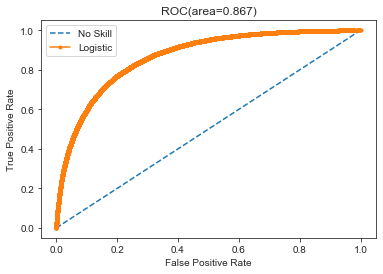 ROC(area=0.867)
No Skill
Logistic
True Positive Rate
1.0
0.8
0.6
0.4
0.2
0.0
0.0 0.2 0.4 0.6 0.8 1.0
False Positive Rate